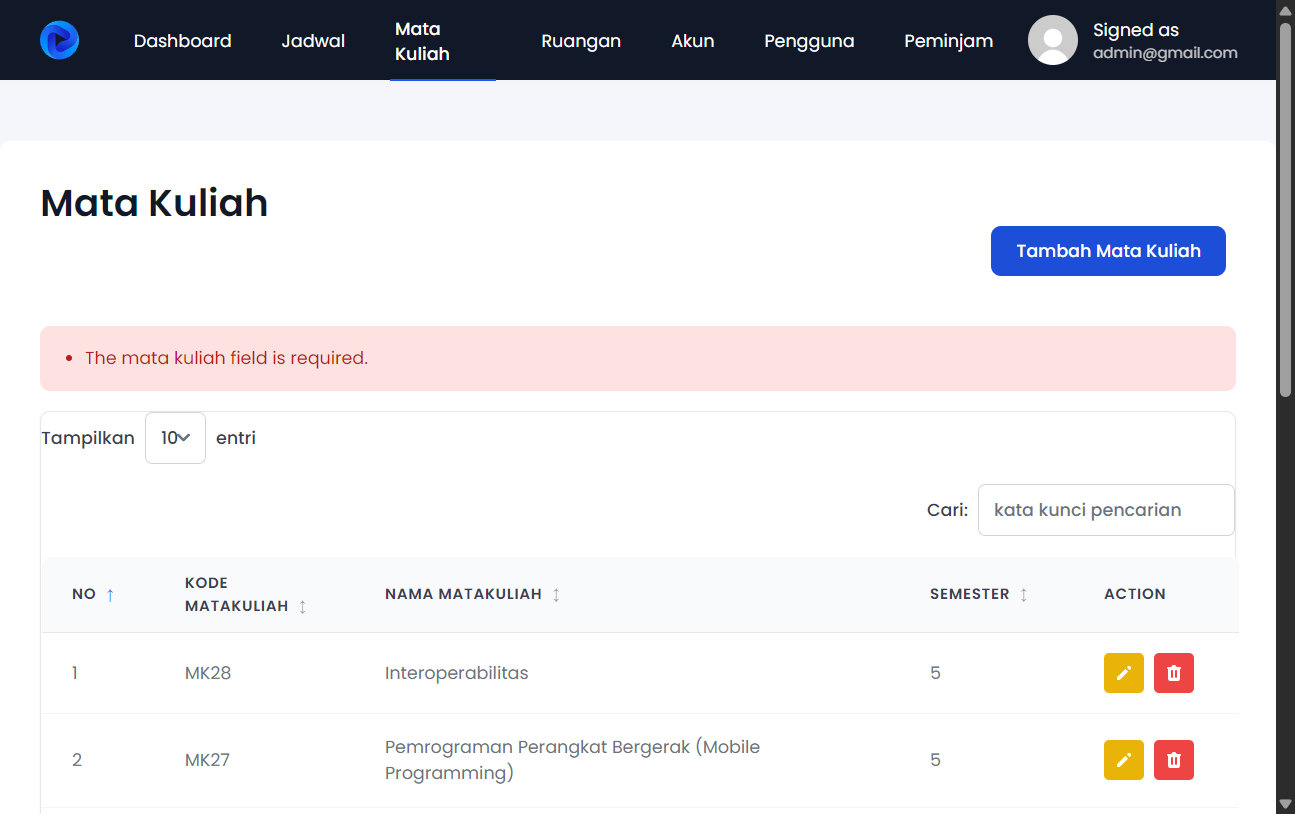 Dashboard
Jadwal
Mata
Kuliah
Ruangan
Akun
Pengguna
Peminjam
Signed as
admin@gmail.com
Mata Kuliah
Tambah Mata Kuliah
The mata kuliah field is required.
Tampilkan 10 entri
Cari: kata kunci pencarian
NO
KODE
MATAKULIAH
NAMA MATAKULIAH
SEMESTER
ACTION
1 MK28 Interoperabilitas 5
2 MK27 Pemrograman Perangkat Bergerak (Mobile
Programming) 5